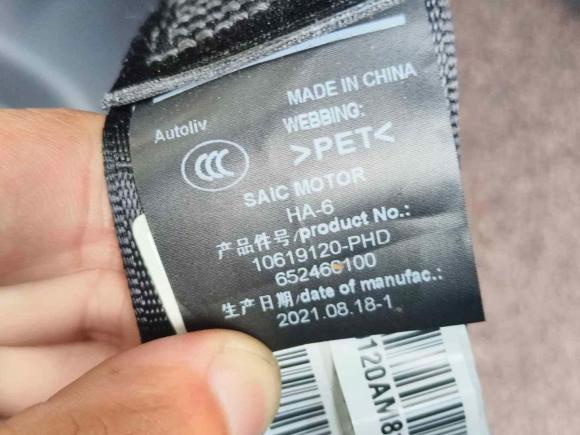 MADE IN CHINA
Autoliv
WEBBING:
>PET<
CCC
SAIC MOTOR
HA-6
产品件号/product No.:
10619120-PHD
652466100
生产日期/date of manufac.:
2021.08.18-1
120AM8